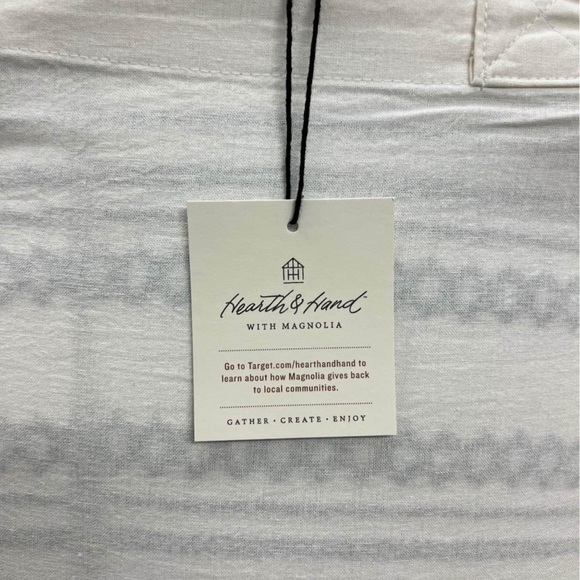 Hearth & Hand™
WITH MAGNOLIA
Go to Target.com/hearthandhand to
learn about how Magnolia gives back
to local communities.
GATHER • CREATE • ENJOY